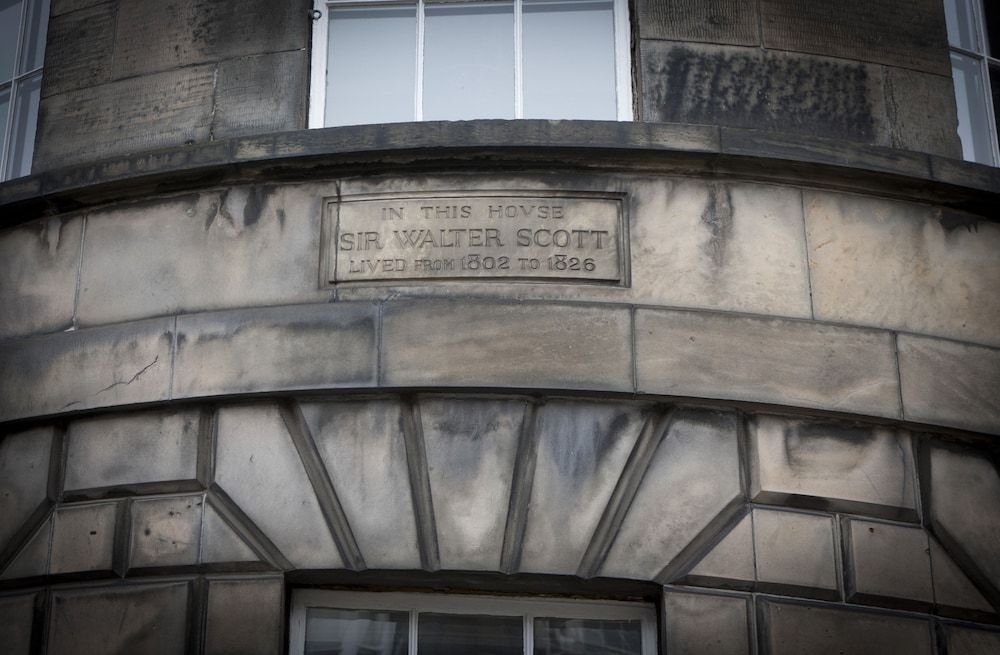 IN THIS HOVSE
SIR WALTER SCOTT
LIVED FROM 1802 TO 1826